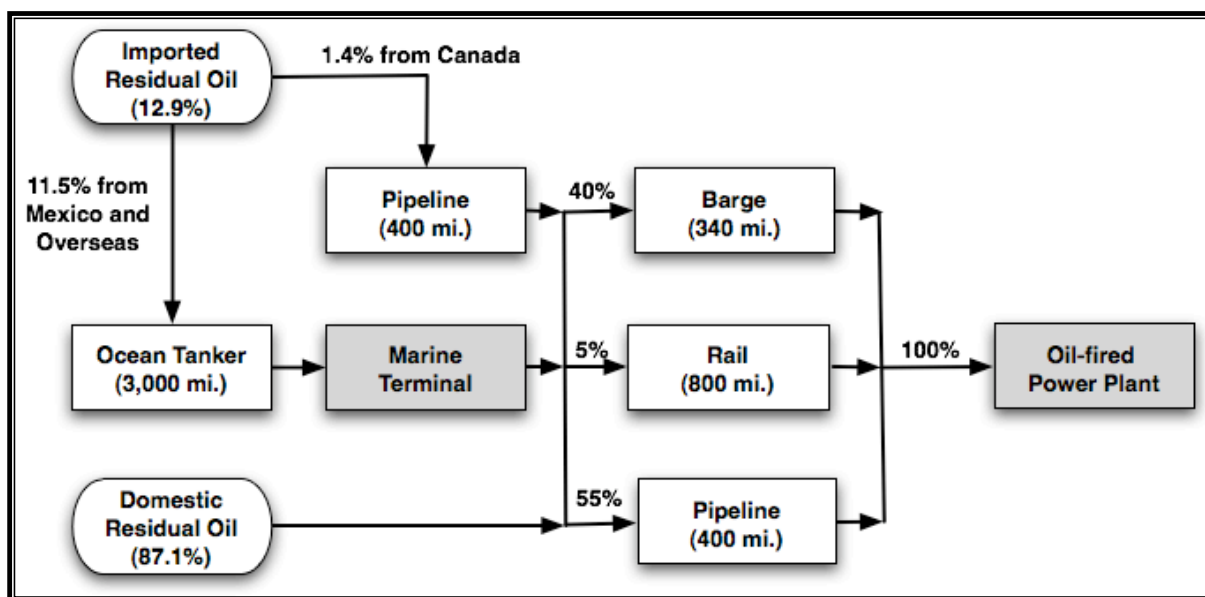 Imported
Residual Oil
(12.9%)
1.4% from Canada
11.5% from
Mexico and
Overseas
Pipeline
(400 mi.)
40%
Barge
(340 mi.)
Ocean Tanker
(3,000 mi.)
Marine
Terminal
5%
Rail
(800 mi.)
100%
Oil-fired
Power Plant
Domestic
Residual Oil
(87.1%)
55%
Pipeline
(400 mi.)